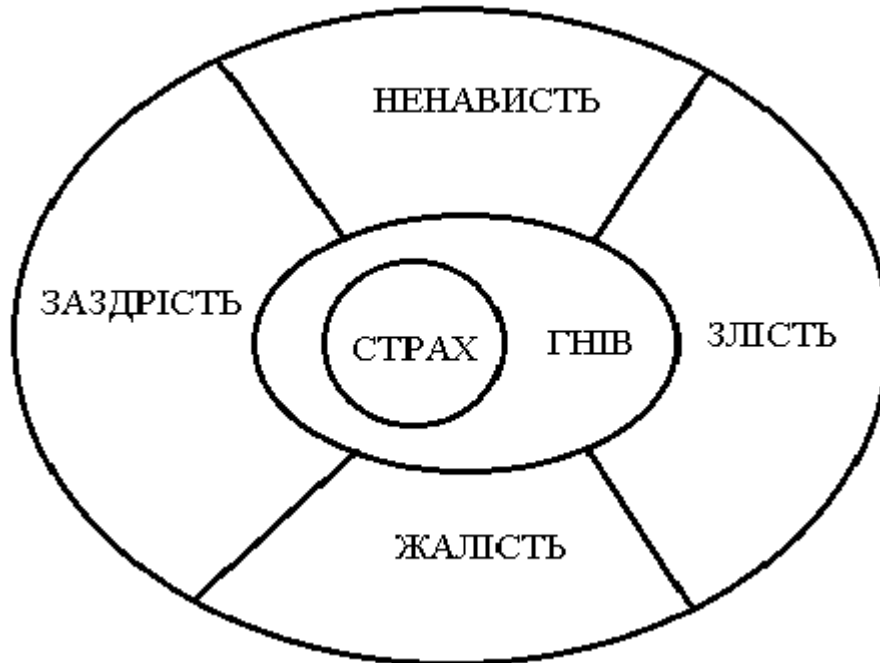 НЕНАВИСТЬ
ЗАЗДРІСТЬ
СТРАХ
ГНІВ
ЗЛІСТЬ
ЖАЛІСТЬ